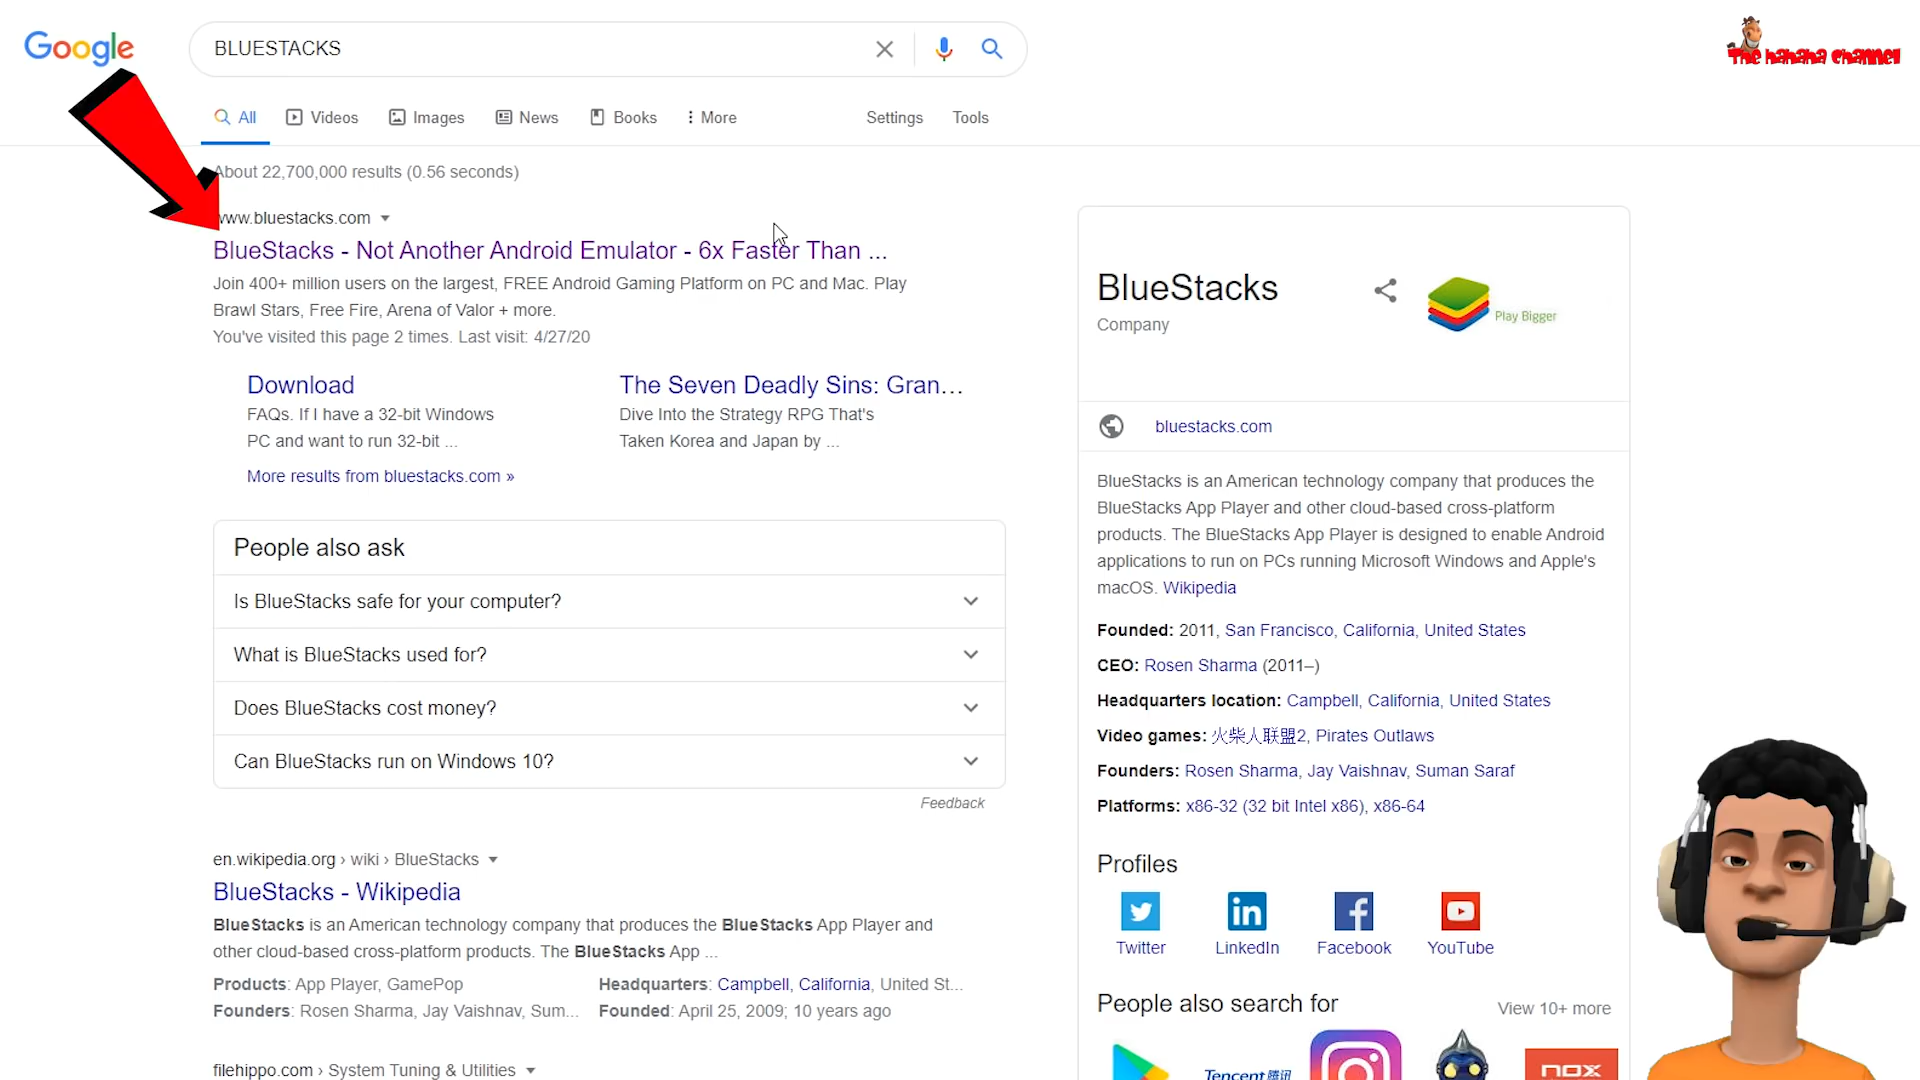 Google
BLUESTACKS
The hahaha channel
All
Videos
Images
News
Books
More
Settings
Tools
About 22,700,000 results (0.56 seconds)
www.bluestacks.com
BlueStacks - Not Another Android Emulator - 6x Faster Than ...
Join 400+ million users on the largest, FREE Android Gaming Platform on PC and Mac. Play
Brawl Stars, Free Fire, Arena of Valor + more.
You've visited this page 2 times. Last visit: 4/27/20
Download
FAQs. If I have a 32-bit Windows
PC and want to run 32-bit ...
The Seven Deadly Sins: Gran...
Dive Into the Strategy RPG That's
Taken Korea and Japan by ...
More results from bluestacks.com »
People also ask
Is BlueStacks safe for your computer?
What is BlueStacks used for?
Does BlueStacks cost money?
Can BlueStacks run on Windows 10?
Feedback
en.wikipedia.org › wiki › BlueStacks
BlueStacks - Wikipedia
BlueStacks is an American technology company that produces the BlueStacks App Player and
other cloud-based cross-platform products. The BlueStacks App ...
Products: App Player, GamePop
Headquarters: Campbell, California, United St...
Founders: Rosen Sharma, Jay Vaishnav, Sum...
Founded: April 25, 2009; 10 years ago
filehippo.com › System Tuning & Utilities
BlueStacks
Company
Play Bigger
bluestacks.com
BlueStacks is an American technology company that produces the
BlueStacks App Player and other cloud-based cross-platform
products. The BlueStacks App Player is designed to enable Android
applications to run on PCs running Microsoft Windows and Apple's
macOS. Wikipedia
Founded: 2011, San Francisco, California, United States
CEO: Rosen Sharma (2011–)
Headquarters location: Campbell, California, United States
Video games: 火柴人联盟2, Pirates Outlaws
Founders: Rosen Sharma, Jay Vaishnav, Suman Saraf
Platforms: x86-32 (32 bit Intel x86), x86-64
Profiles
Twitter
LinkedIn
Facebook
YouTube
People also search for
View 10+ more
Tencent 腾讯
nox